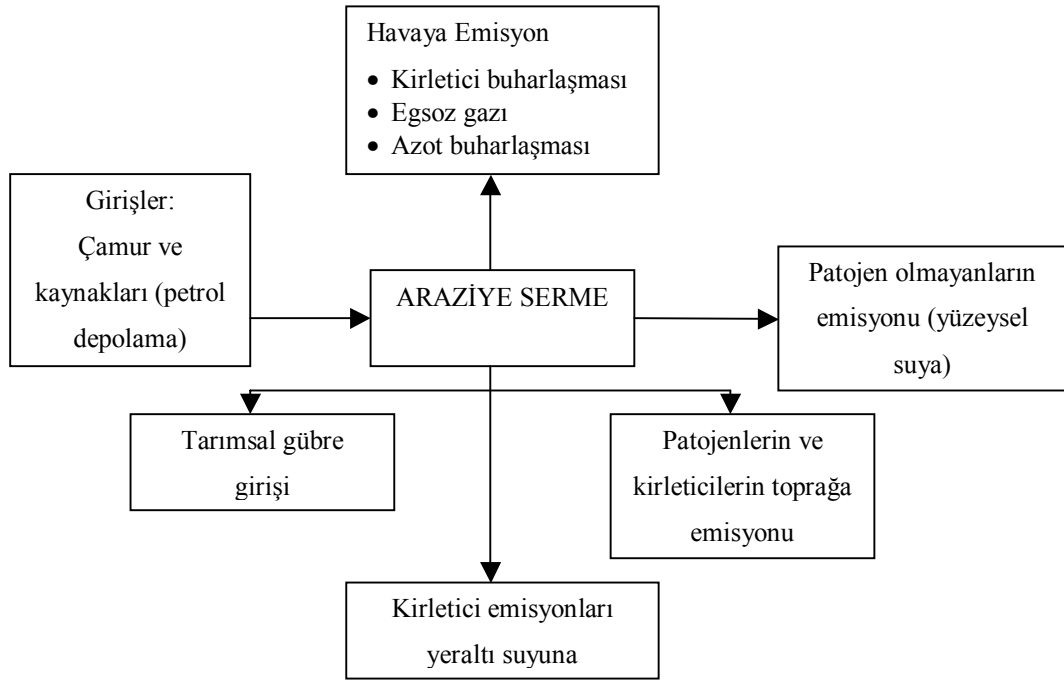 Havaya Emisyon
• Kirletici buharlaşması
• Egsoz gazı
• Azot buharlaşması
Girişler:
Çamur ve
kaynakları (petrol
depolama)
ARAZİYE SERME
Patojen olmayanların
emisyonu (yüzeysel
suya)
Tarımsal gübre
girişi
Patojenlerin ve
kirleticilerin toprağa
emisyonu
Kirletici emisyonları
yeraltı suyuna